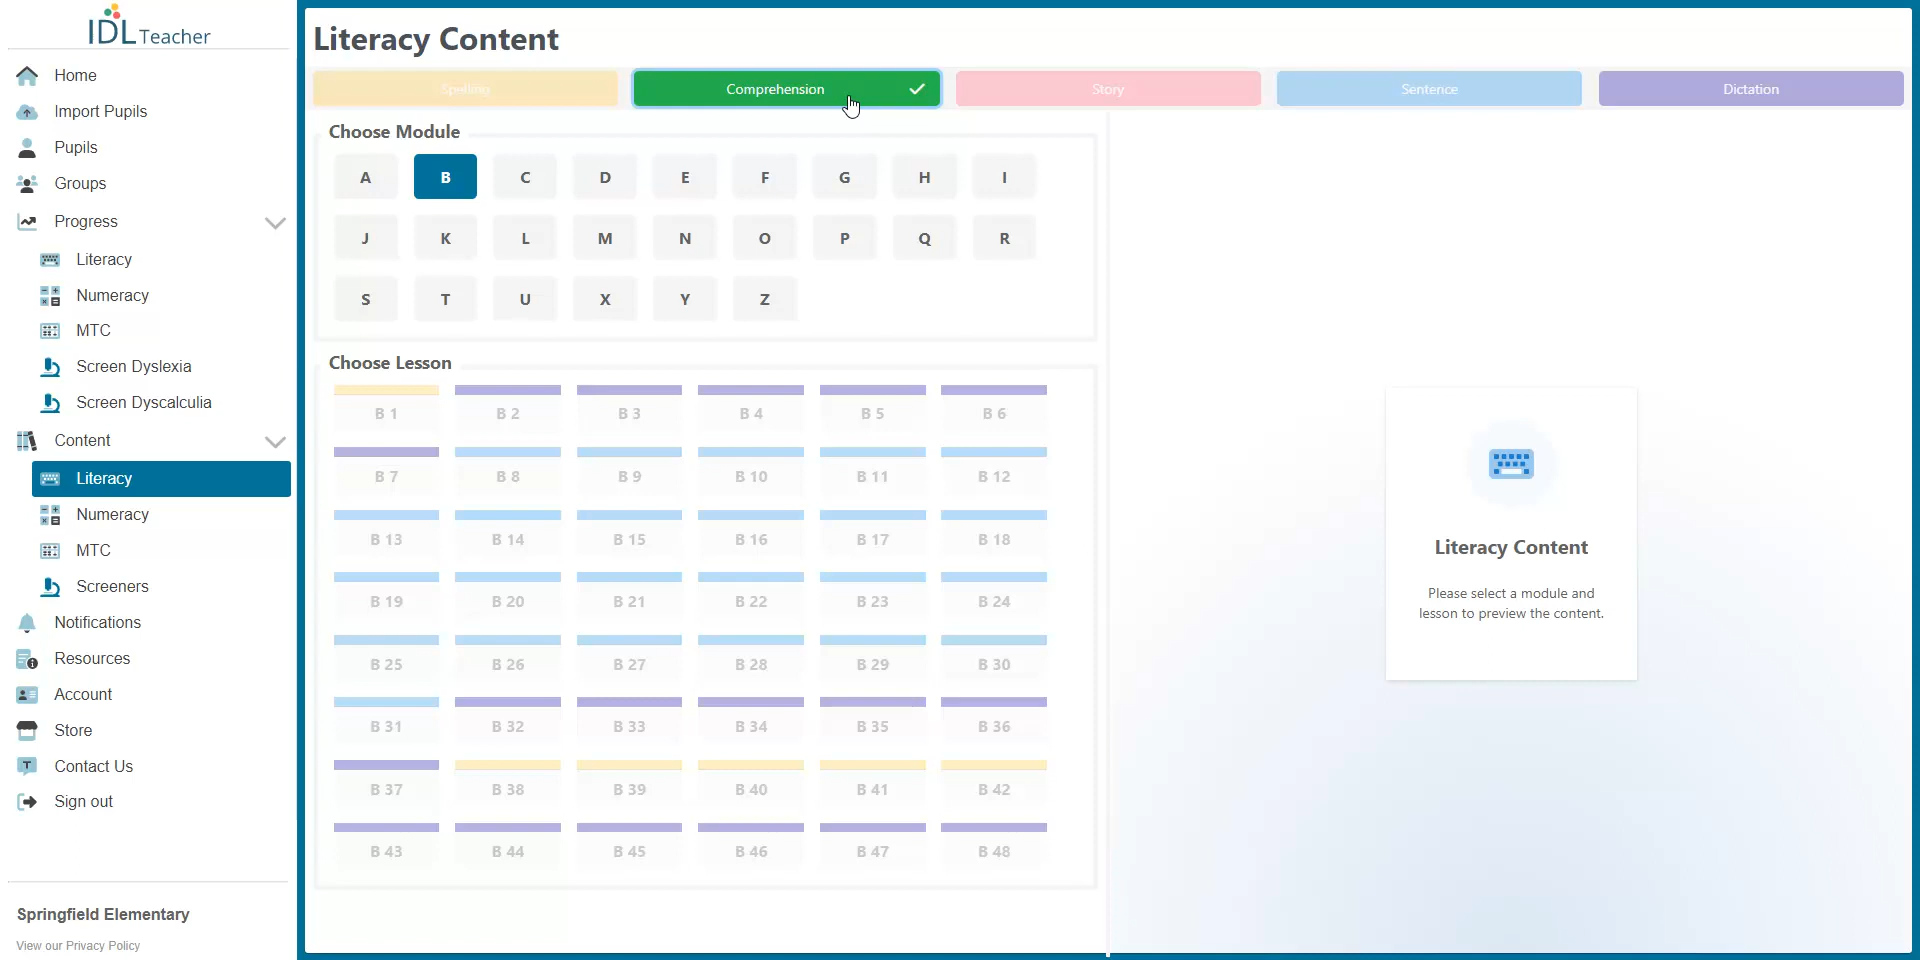 IDL Teacher
Home
Import Pupils
Pupils
Groups
Progress
Literacy
Numeracy
MTC
Screen Dyslexia
Screen Dyscalculia
Content
Literacy
Numeracy
MTC
Screeners
Notifications
Resources
Account
Store
Contact Us
Sign out
Springfield Elementary
View our Privacy Policy
Literacy Content
Spelling Comprehension Story Sentence Dictation
Choose Module
A B C D E F G H I
J K L M N O P Q R
S T U X Y Z
Choose Lesson
B 1 B 2 B 3 B 4 B 5 B 6
B 7 B 8 B 9 B 10 B 11 B 12
B 13 B 14 B 15 B 16 B 17 B 18
B 19 B 20 B 21 B 22 B 23 B 24
B 25 B 26 B 27 B 28 B 29 B 30
B 31 B 32 B 33 B 34 B 35 B 36
B 37 B 38 B 39 B 40 B 41 B 42
B 43 B 44 B 45 B 46 B 47 B 48
Literacy Content
Please select a module and
lesson to preview the content.